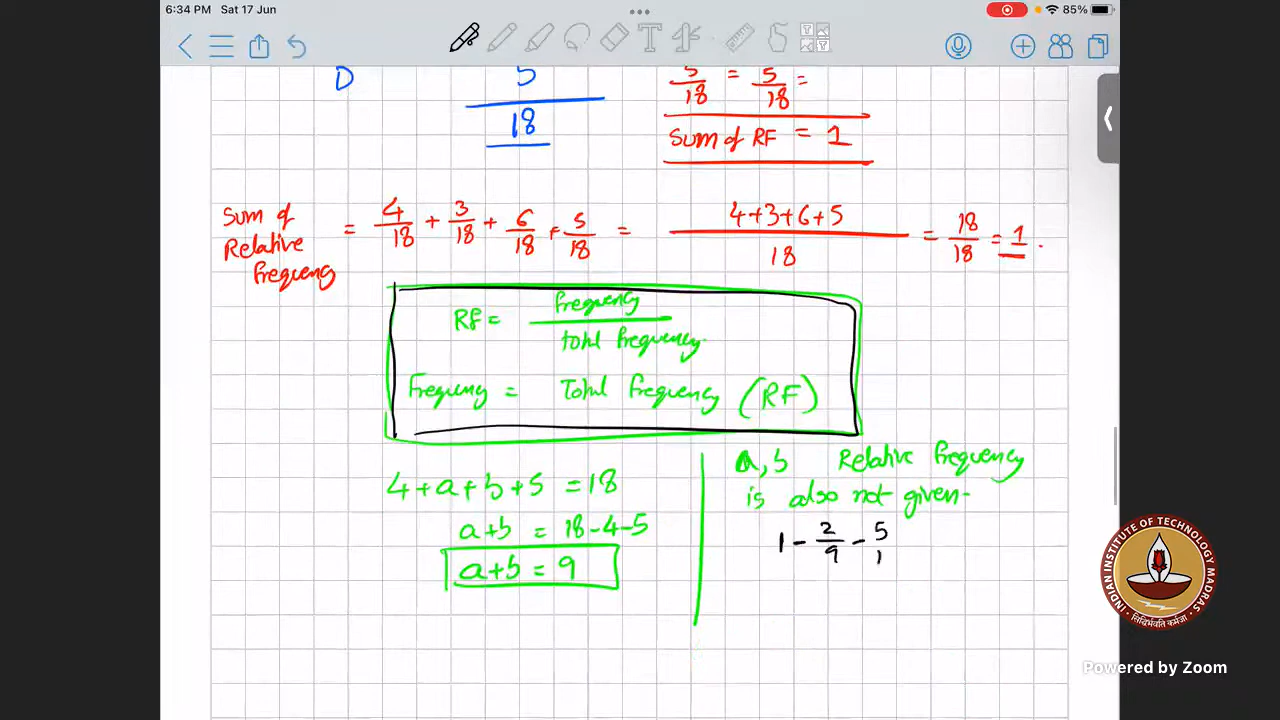 6:34 PM Sat 17 Jun
85%
D 5
18
5/18 = 5/18 =
Sum of RF = 1
Sum of Relative Frequency = 4/18 + 3/18 + 6/18 + 5/18 = 4+3+6+5 / 18 = 18/18 = 1.
RF = Frequency / total Frequency.
Frequency = Total Frequency (RF)
4+a+b+5 = 18
a+b = 18-4-5
a+b = 9
a, b Relative Frequency
is also not given-
1 - 2/9 - 5/1
INDIAN INSTITUTE OF TECHNOLOGY MADRAS
सिद्धिर्भवति कर्मजा
Powered by Zoom